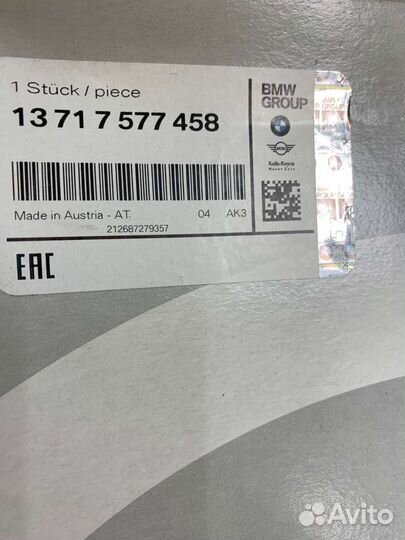 1 Stück / piece
13 71 7 577 458
Made in Austria - AT.
04 AK3
212687279357
EAC
BMW
GROUP
MINI
Rolls-Royce
Motor Cars
Avito